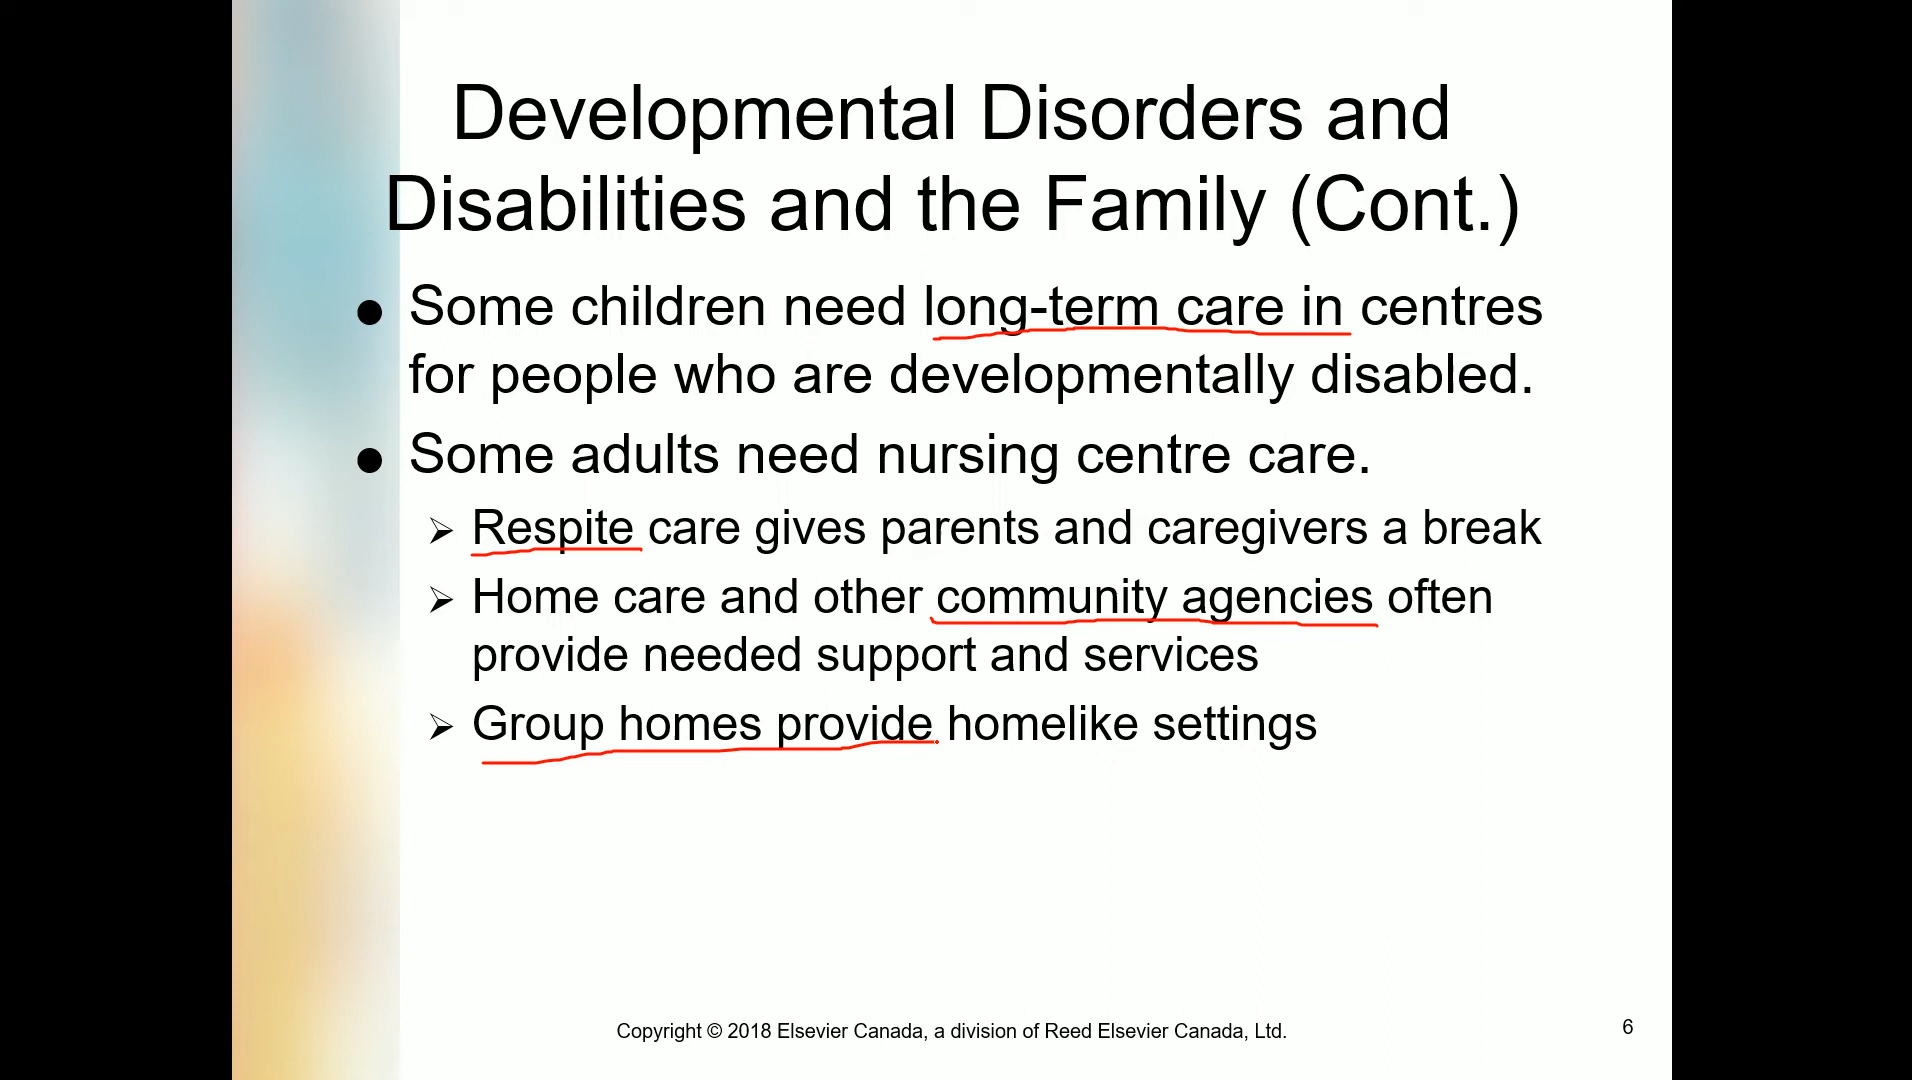 Developmental Disorders and
Disabilities and the Family (Cont.)
● Some children need long-term care in centres
for people who are developmentally disabled.
● Some adults need nursing centre care.
➢ Respite care gives parents and caregivers a break
➢ Home care and other community agencies often
provide needed support and services
➢ Group homes provide homelike settings
Copyright © 2018 Elsevier Canada, a division of Reed Elsevier Canada, Ltd.
6